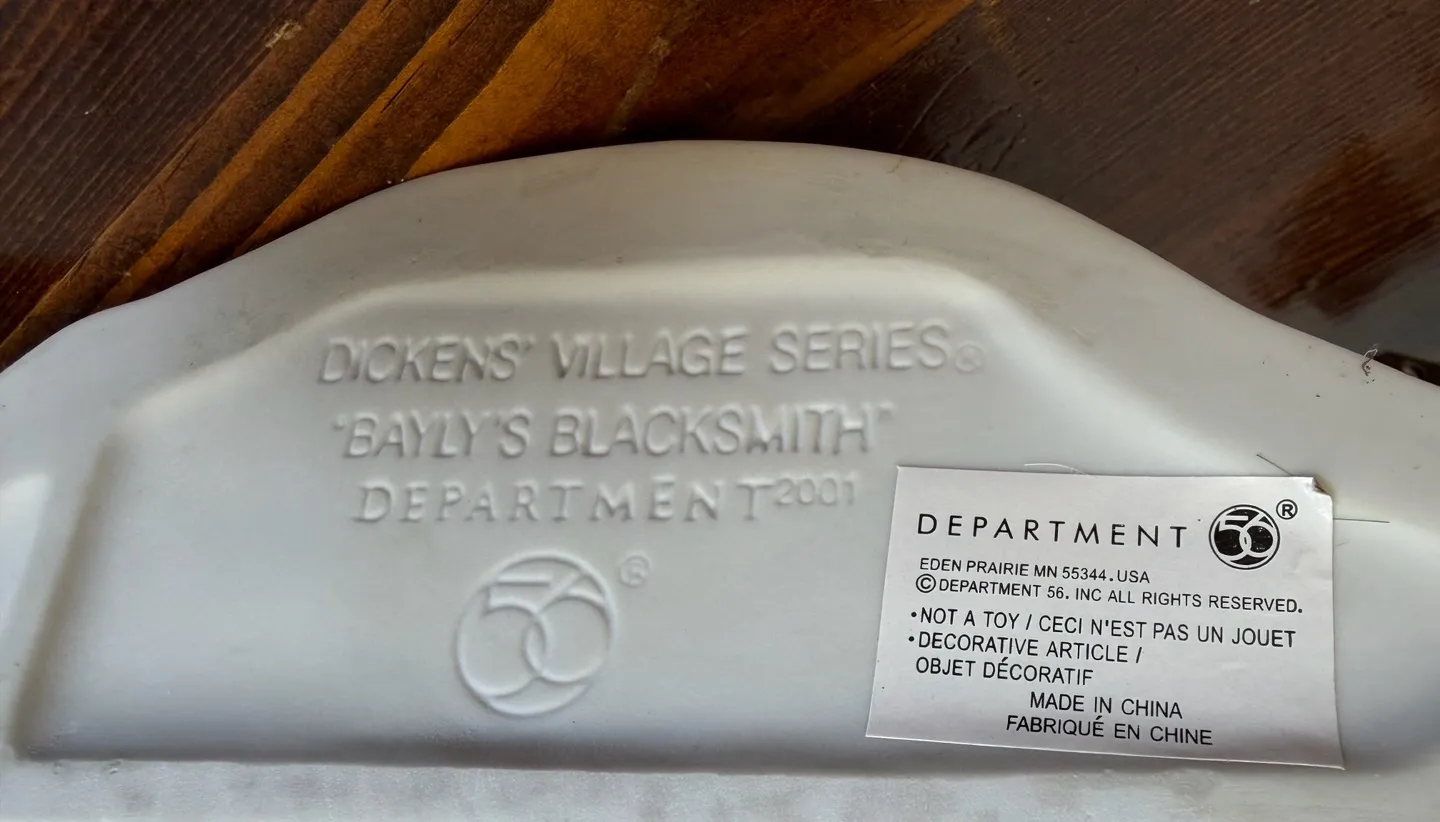 DICKENS' VILLAGE SERIES®
"BAYLY'S BLACKSMITH"
DEPARTMENT 2001
56®
DEPARTMENT 56®
EDEN PRAIRIE MN 55344. USA
©DEPARTMENT 56. INC ALL RIGHTS RESERVED.
•NOT A TOY / CECI N'EST PAS UN JOUET
•DECORATIVE ARTICLE /
OBJET DÉCORATIF
MADE IN CHINA
FABRIQUÉ EN CHINE